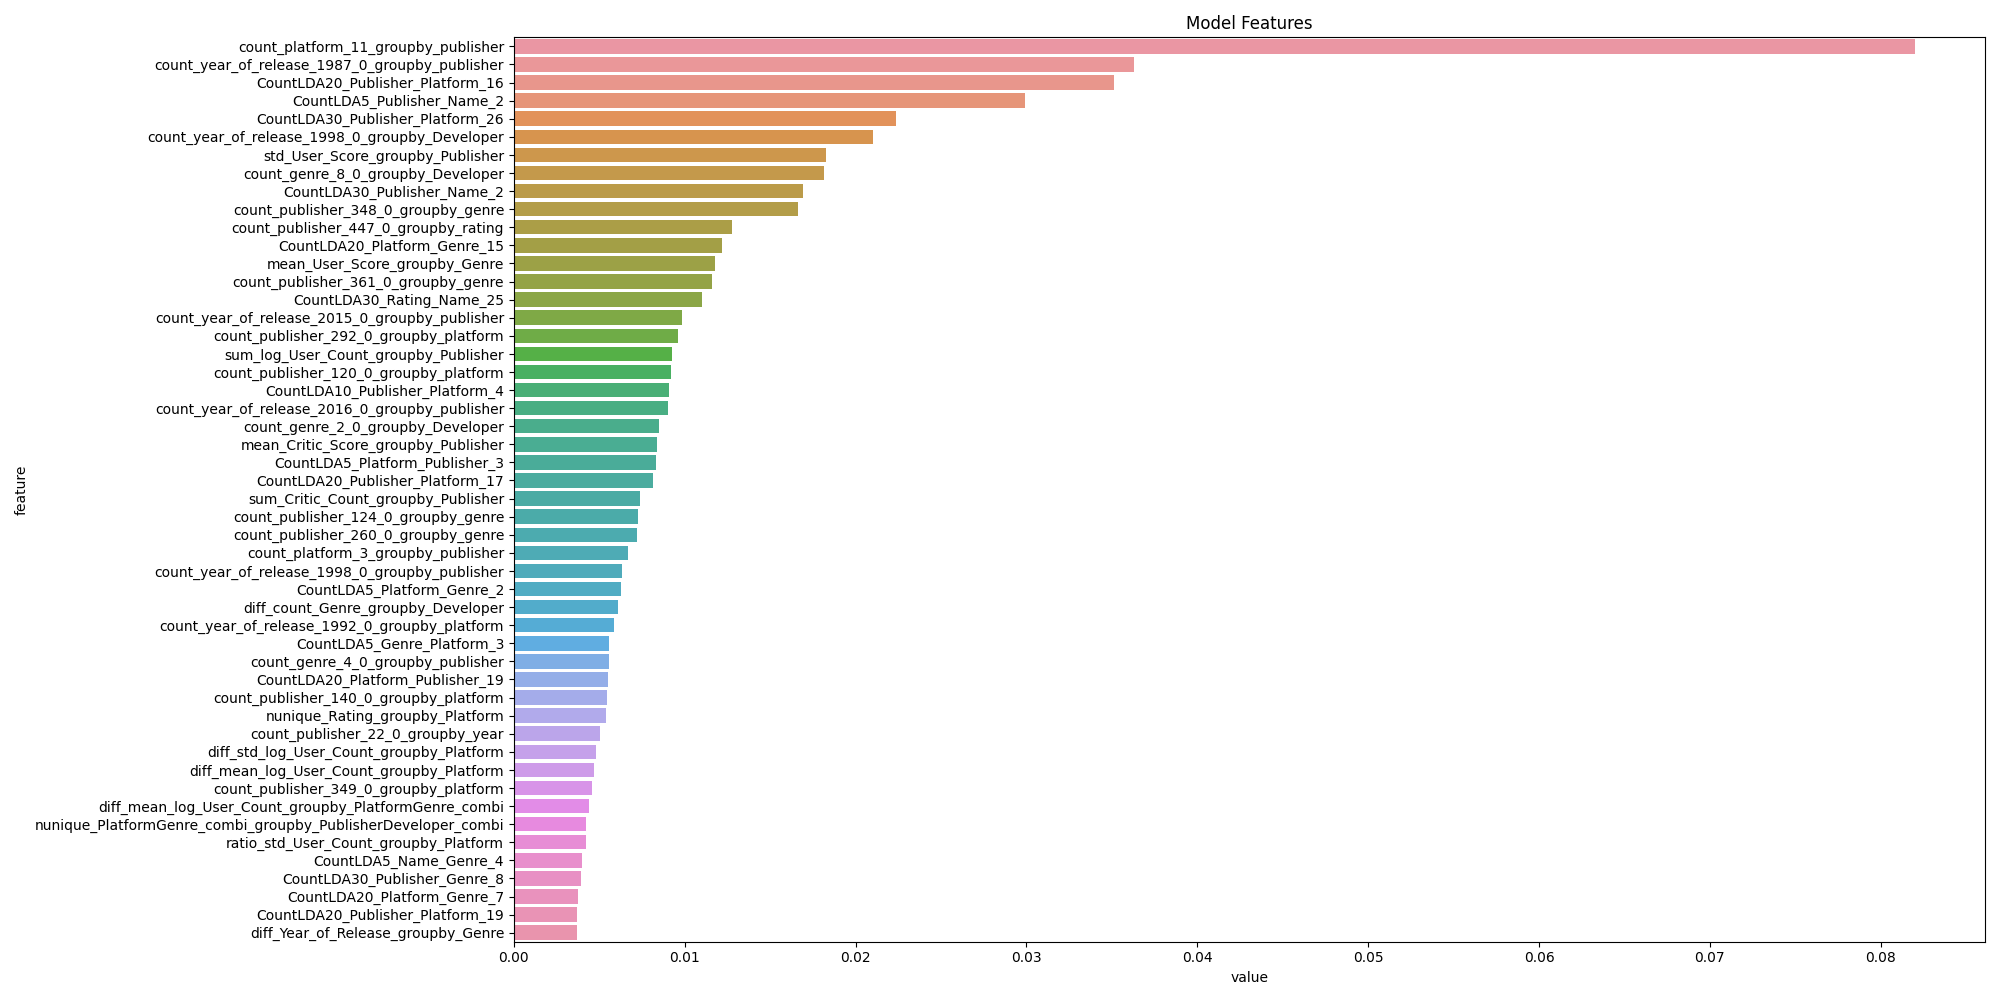 Model Features
count_platform_11_groupby_publisher
count_year_of_release_1987_0_groupby_publisher
CountLDA20_Publisher_Platform_16
CountLDA5_Publisher_Name_2
CountLDA30_Publisher_Platform_26
count_year_of_release_1998_0_groupby_Developer
std_User_Score_groupby_Publisher
count_genre_8_0_groupby_Developer
CountLDA30_Publisher_Name_2
count_publisher_348_0_groupby_genre
count_publisher_447_0_groupby_rating
CountLDA20_Platform_Genre_15
mean_User_Score_groupby_Genre
count_publisher_361_0_groupby_genre
CountLDA30_Rating_Name_25
count_year_of_release_2015_0_groupby_publisher
count_publisher_292_0_groupby_platform
sum_log_User_Count_groupby_Publisher
count_publisher_120_0_groupby_platform
CountLDA10_Publisher_Platform_4
count_year_of_release_2016_0_groupby_publisher
count_genre_2_0_groupby_Developer
mean_Critic_Score_groupby_Publisher
CountLDA5_Platform_Publisher_3
CountLDA20_Publisher_Platform_17
sum_Critic_Count_groupby_Publisher
count_publisher_124_0_groupby_genre
count_publisher_260_0_groupby_genre
count_platform_3_groupby_publisher
count_year_of_release_1998_0_groupby_publisher
CountLDA5_Platform_Genre_2
diff_count_Genre_groupby_Developer
count_year_of_release_1992_0_groupby_platform
CountLDA5_Genre_Platform_3
count_genre_4_0_groupby_publisher
CountLDA20_Platform_Publisher_19
count_publisher_140_0_groupby_platform
nunique_Rating_groupby_Platform
count_publisher_22_0_groupby_year
diff_std_log_User_Count_groupby_Platform
diff_mean_log_User_Count_groupby_Platform
count_publisher_349_0_groupby_platform
diff_mean_log_User_Count_groupby_PlatformGenre_combi
nunique_PlatformGenre_combi_groupby_PublisherDeveloper_combi
ratio_std_User_Count_groupby_Platform
CountLDA5_Name_Genre_4
CountLDA30_Publisher_Genre_8
CountLDA20_Platform_Genre_7
CountLDA20_Publisher_Platform_19
diff_Year_of_Release_groupby_Genre
feature
0.00 0.01 0.02 0.03 0.04 0.05 0.06 0.07 0.08
value